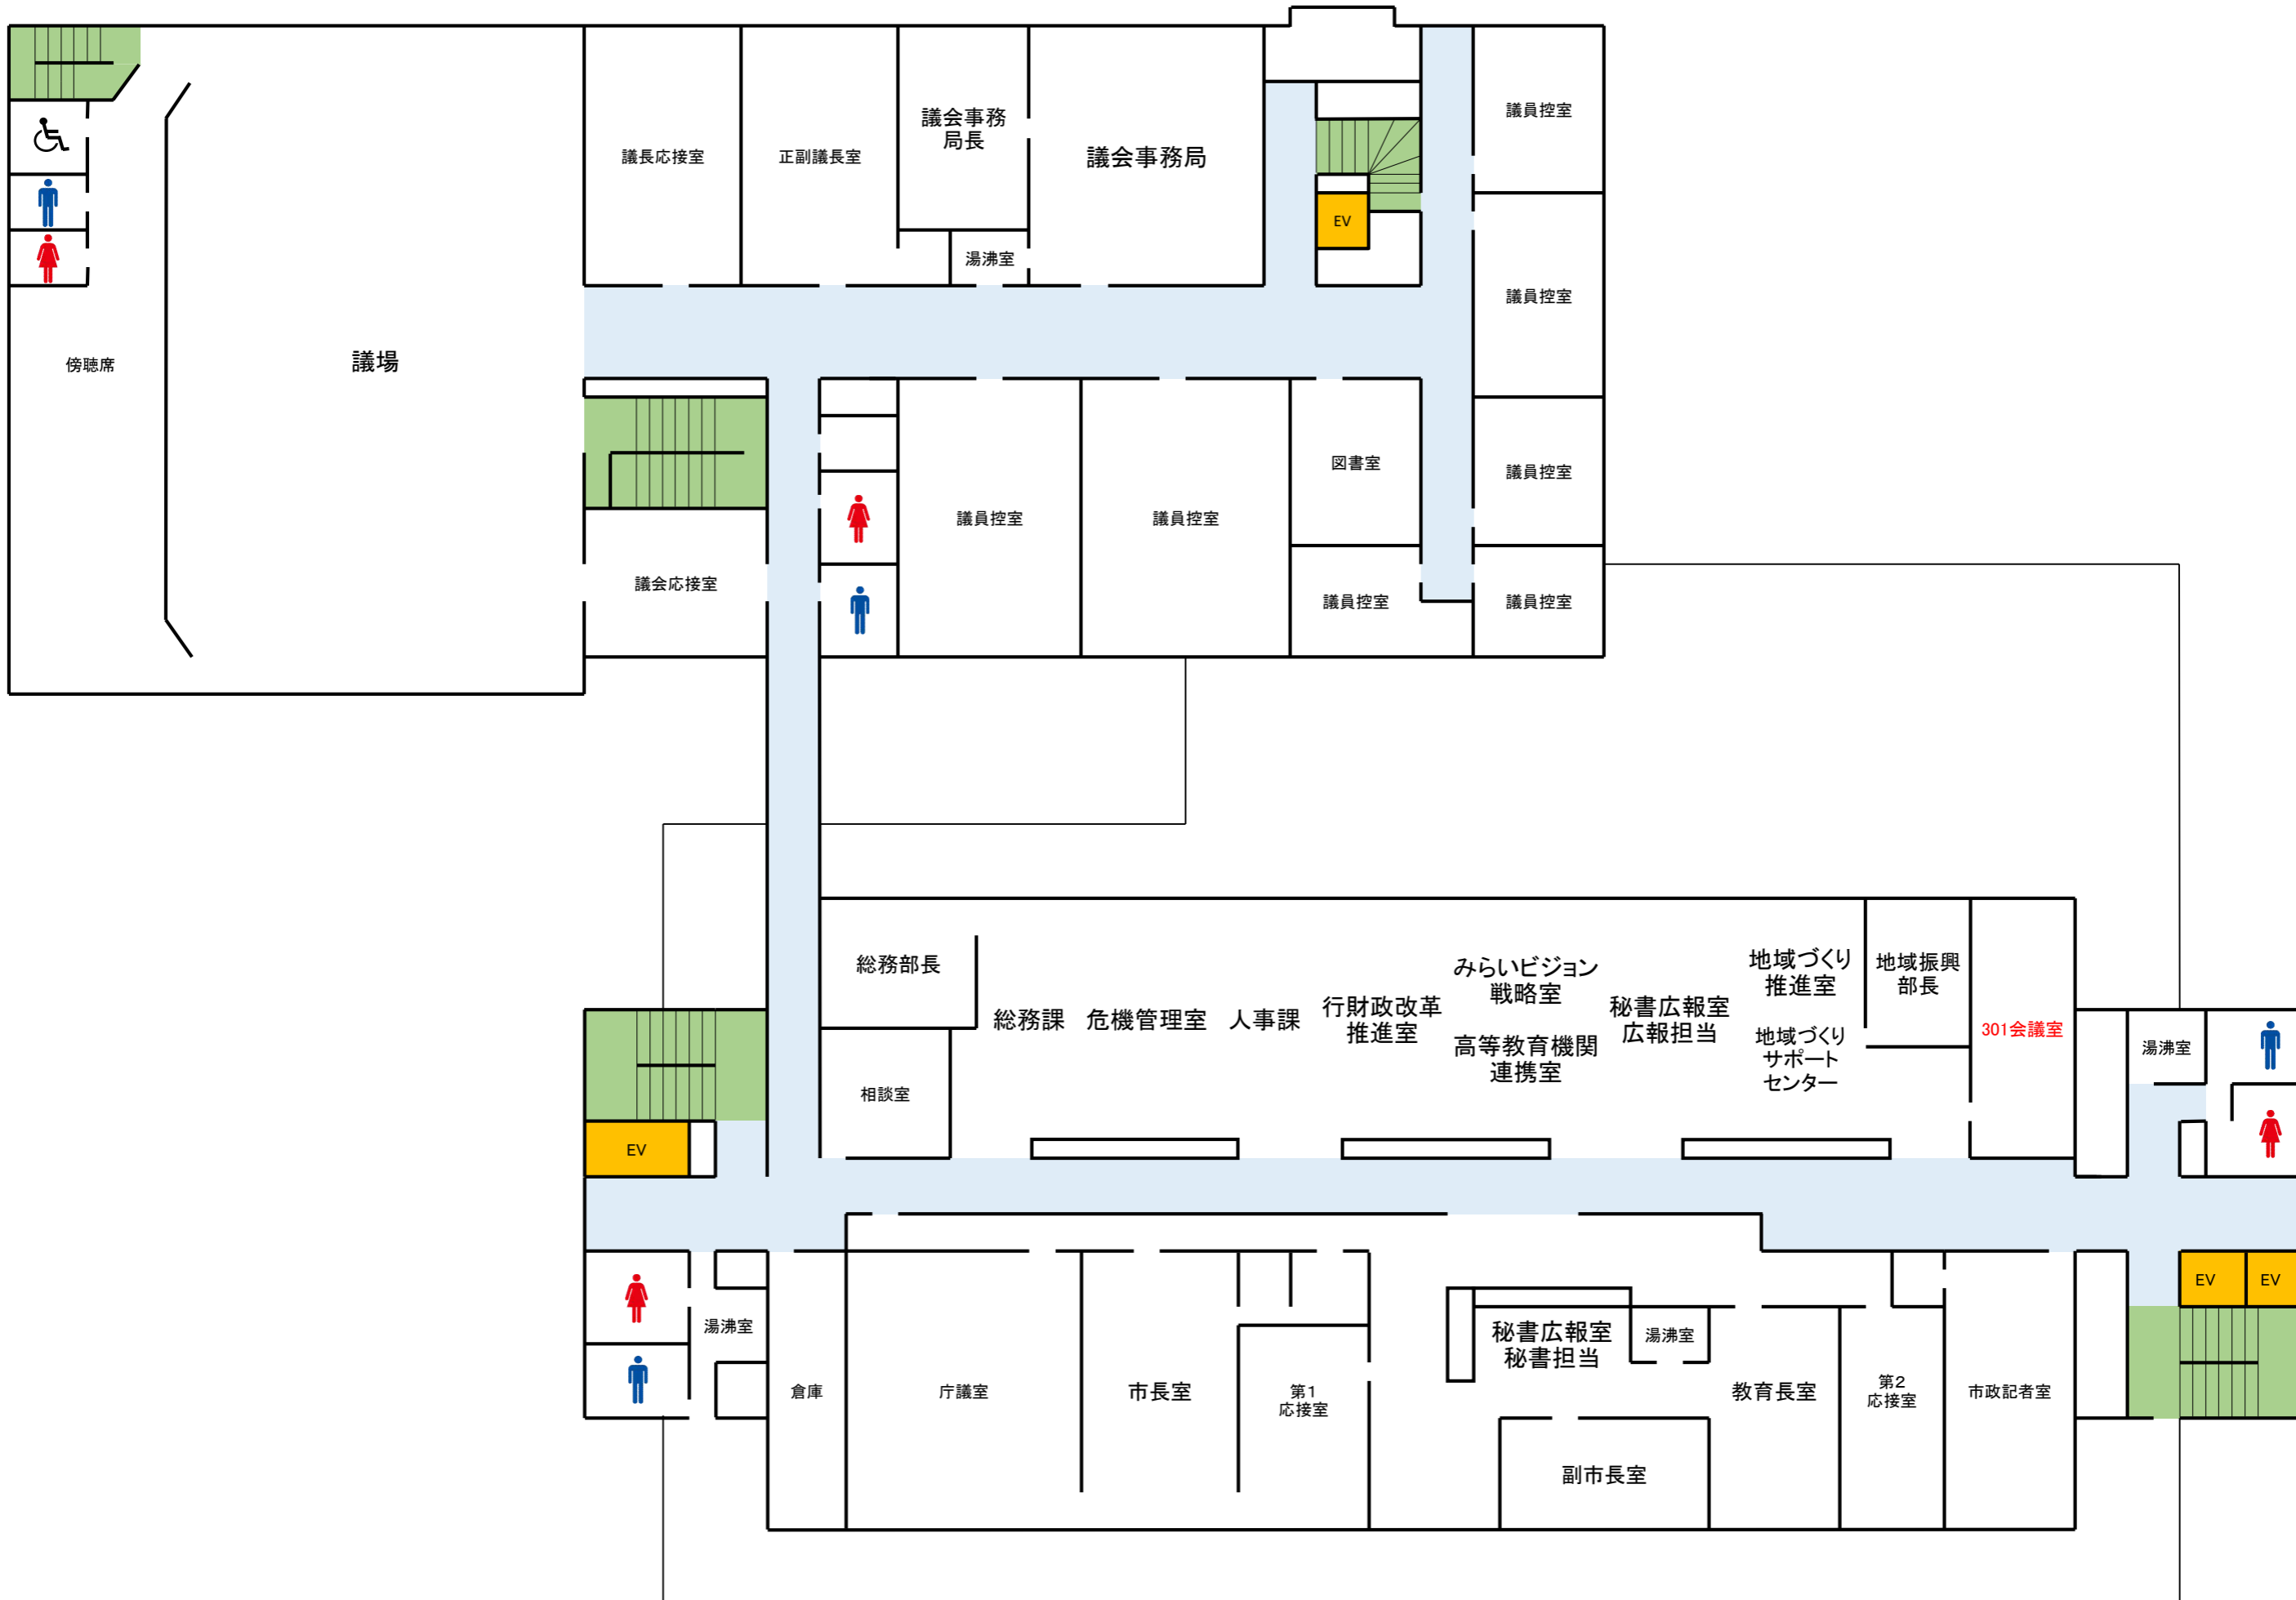 議員控室
議会事務
局長
議長応接室
正副議長室
議会事務局
EV
湯沸室
議員控室
傍聴席
議場
図書室
議員控室
議員控室
議員控室
議会応接室
議員控室
議員控室
総務部長
みらいビジョン
戦略室
地域づくり
推進室
地域振興
部長
総務課
危機管理室
人事課
行財政改革
推進室
高等教育機関
連携室
秘書広報室
広報担当
地域づくり
サポート
センター
301会議室
湯沸室
相談室
EV
EV
EV
湯沸室
秘書広報室
秘書担当
湯沸室
倉庫
庁議室
市長室
第1
応接室
教育長室
第2
応接室
市政記者室
副市長室